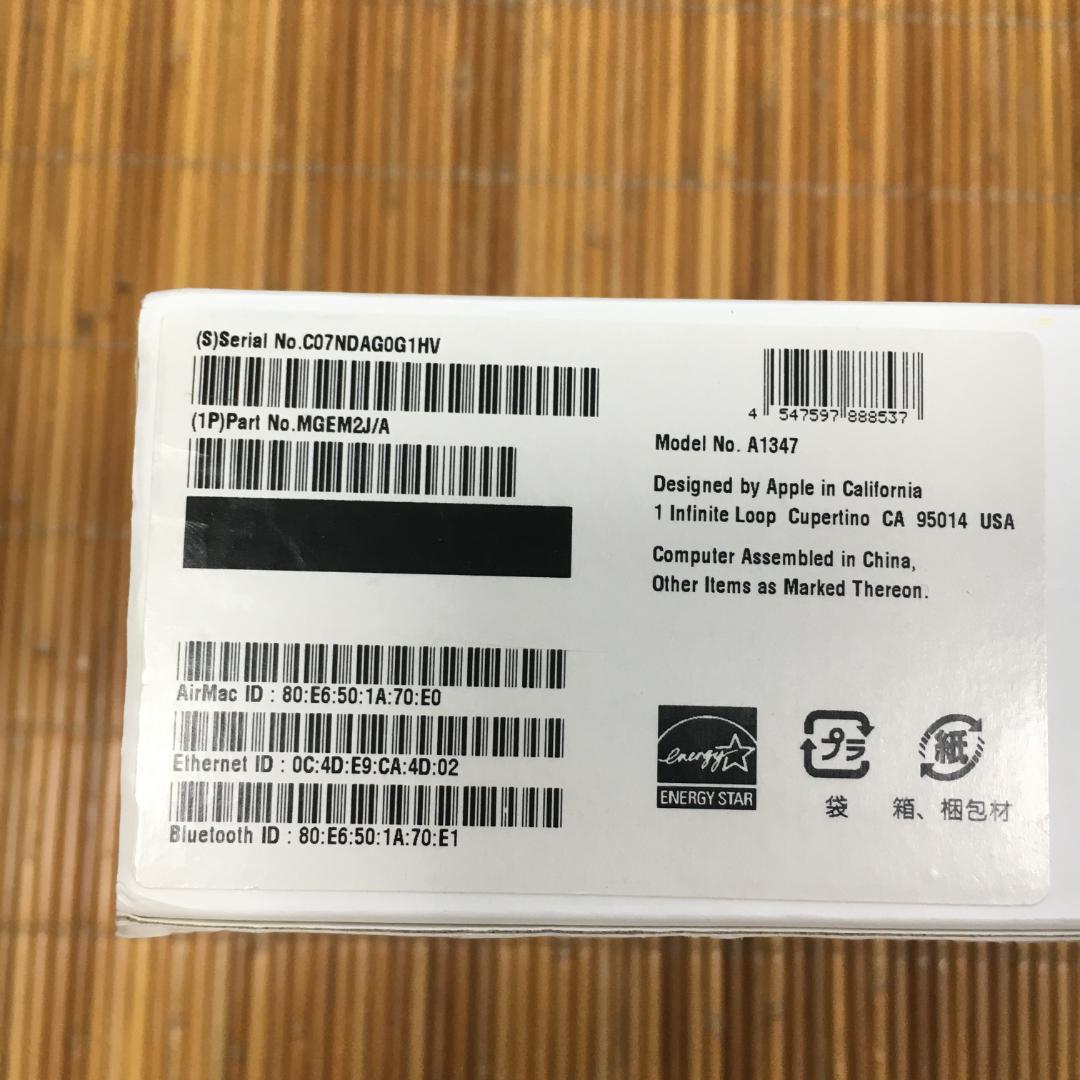 (S)Serial No.C07NDAG0G1HV
(1P)Part No.MGEM2J/A
AirMac ID : 80:E6:50:1A:70:E0
Ethernet ID : 0C:4D:E9:CA:4D:02
Bluetooth ID : 80:E6:50:1A:70:E1
4 547597 888537
Model No. A1347
Designed by Apple in California
1 Infinite Loop Cupertino CA 95014 USA
Computer Assembled in China,
Other Items as Marked Thereon.
energy
ENERGY STAR
プラ
袋
紙
箱、梱包材